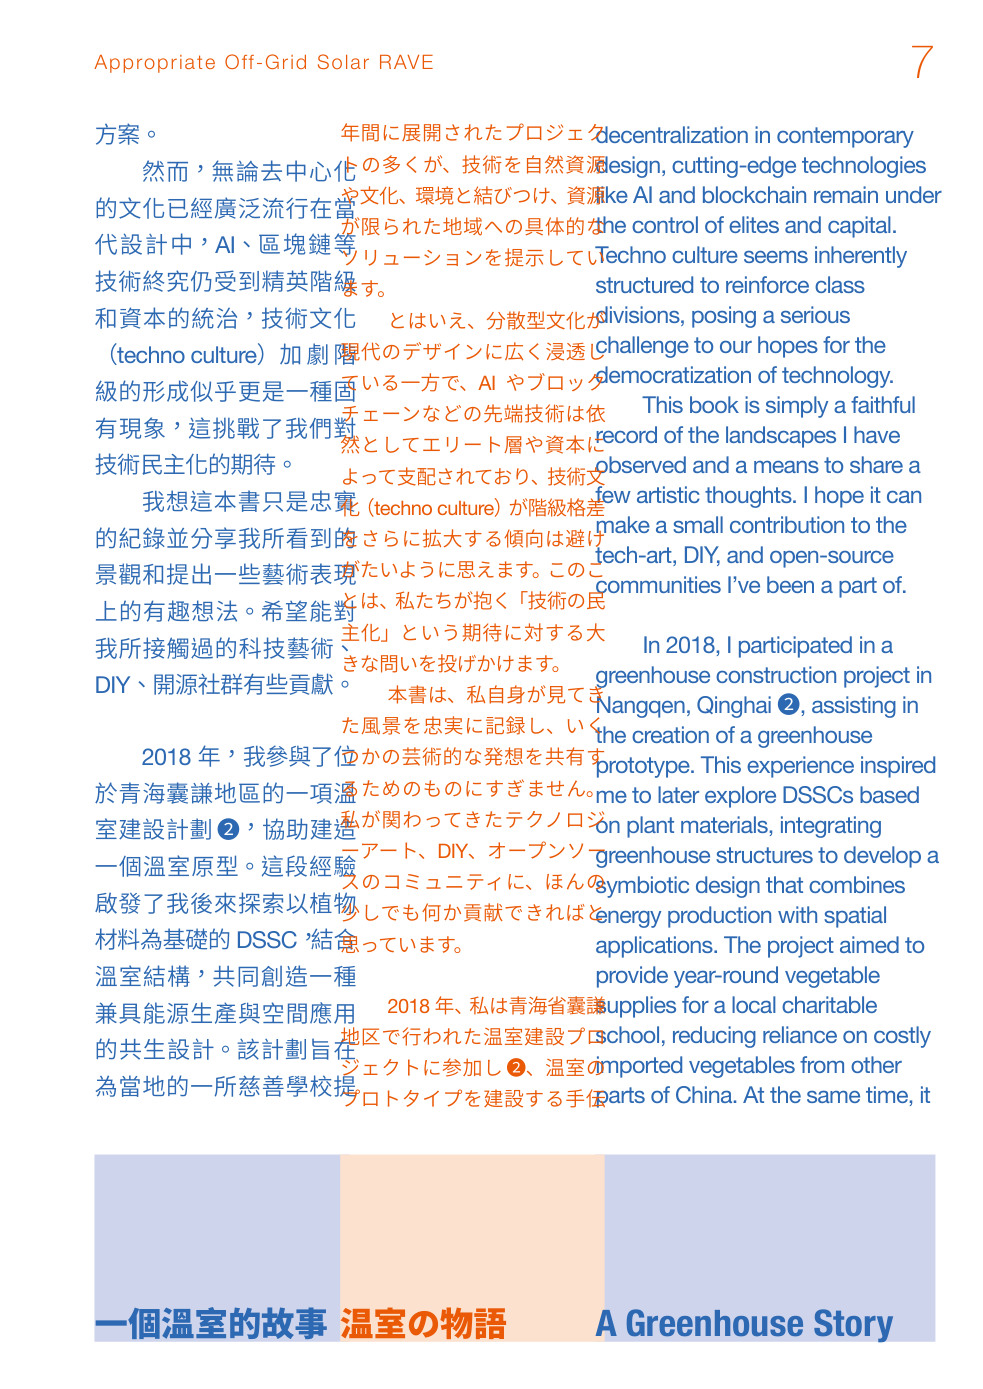 Appropriate Off-Grid Solar RAVE
7
方案。
然而，無論去中心化
的文化已經廣泛流行在當
代設計中，AI、區塊鏈等
技術終究仍受到精英階級
和資本的統治，技術文化
（techno culture）加劇階
級的形成似乎更是一種固
有現象，這挑戰了我們對
技術民主化的期待。
我想這本書只是忠實
的紀錄並分享我所看到的
景觀和提出一些藝術表現
上的有趣想法。希望能對
我所接觸過的科技藝術、
DIY、開源社群有些貢獻。
2018 年，我參與了位
於青海囊謙地區的一項溫
室建設計劃❷，協助建造
一個溫室原型。這段經驗
啟發了我後來探索以植物
材料為基礎的 DSSC，結合
溫室結構，共同創造一種
兼具能源生產與空間應用
的共生設計。該計劃旨在
為當地的一所慈善學校提
年間に展開されたプロジェク
トの多くが、技術を自然資源
や文化、環境と結びつけ、資源
が限られた地域への具体的な
ソリューションを提示してい
ます。
とはいえ、分散型文化が
現代のデザインに広く浸透し
ている一方で、AI やブロック
チェーンなどの先端技術は依
然としてエリート層や資本に
よって支配されており、技術文
化（techno culture）が階級格差
をさらに拡大する傾向は避け
がたいように思えます。このこ
とは、私たちが抱く「技術の民
主化」という期待に対する大
きな問いを投げかけます。
本書は、私自身が見てき
た風景を忠実に記録し、いく
つかの芸術的な発想を共有す
るためのものにすぎません。
私が関わってきたテクノロジ
ーアート、DIY、オープンソー
スのコミュニティに、ほんの
少しでも何か貢献できればと
思っています。
2018 年、私は青海省囊謙
地区で行われた温室建設プロ
ジェクトに参加し❷、温室の
プロトタイプを建設する手伝
decentralization in contemporary
design, cutting-edge technologies
like AI and blockchain remain under
the control of elites and capital.
Techno culture seems inherently
structured to reinforce class
divisions, posing a serious
challenge to our hopes for the
democratization of technology.
This book is simply a faithful
record of the landscapes I have
observed and a means to share a
few artistic thoughts. I hope it can
make a small contribution to the
tech-art, DIY, and open-source
communities I’ve been a part of.
In 2018, I participated in a
greenhouse construction project in
Nangqen, Qinghai ❷, assisting in
the creation of a greenhouse
prototype. This experience inspired
me to later explore DSSCs based
on plant materials, integrating
greenhouse structures to develop a
symbiotic design that combines
energy production with spatial
applications. The project aimed to
provide year-round vegetable
supplies for a local charitable
school, reducing reliance on costly
imported vegetables from other
parts of China. At the same time, it
一個溫室的故事
温室の物語
A Greenhouse Story